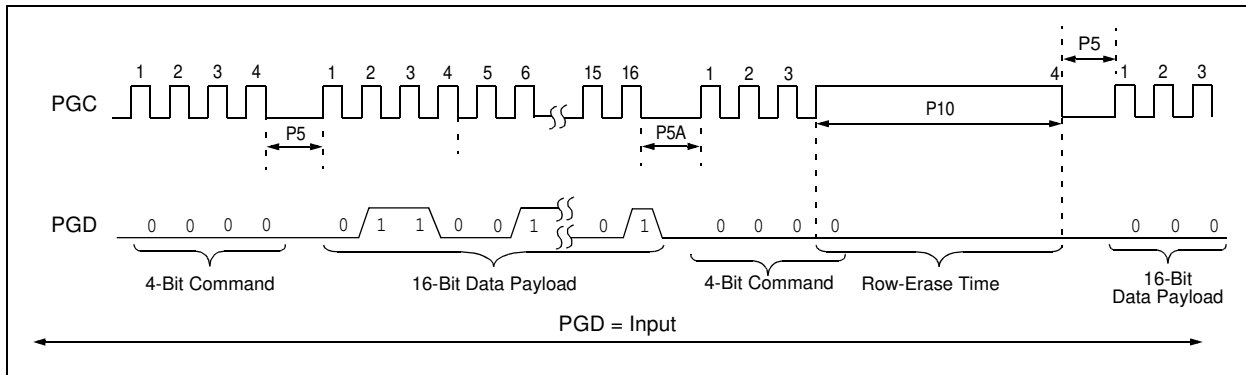 P5
1 2 3 4 1 2 3 4 5 6 15 16 1 2 3 4 1 2 3
PGC
P10
P5 P5A
PGD 0 0 0 0 0 1 1 0 0 1 0 1 0 0 0 0 0 0 0
4-Bit Command 16-Bit Data Payload 4-Bit Command Row-Erase Time 16-Bit
Data Payload
PGD = Input